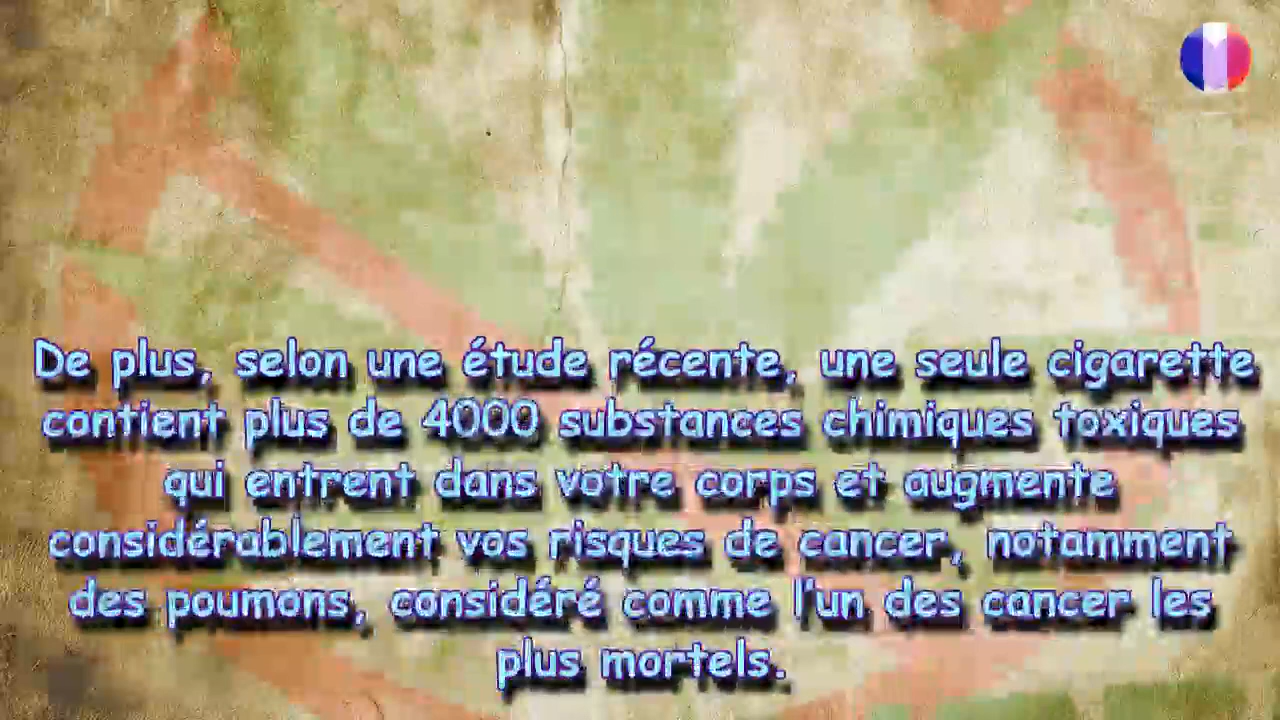 De plus, selon une étude récente, une seule cigarette
contient plus de 4000 substances chimiques toxiques
qui entrent dans votre corps et augmente
considérablement vos risques de cancer, notamment
des poumons, considéré comme l'un des cancer les
plus mortels.